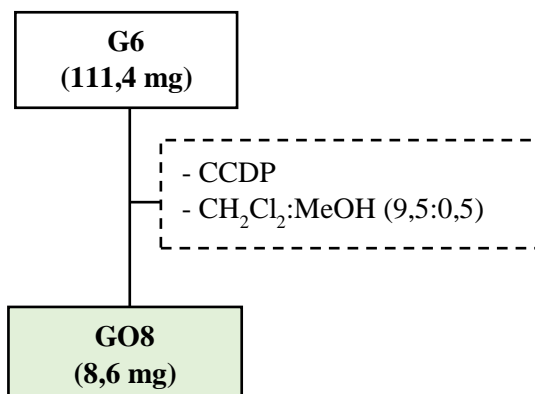 G6
(111,4 mg)
- CCDP
- CH₂Cl₂:MeOH (9,5:0,5)
GO8
(8,6 mg)